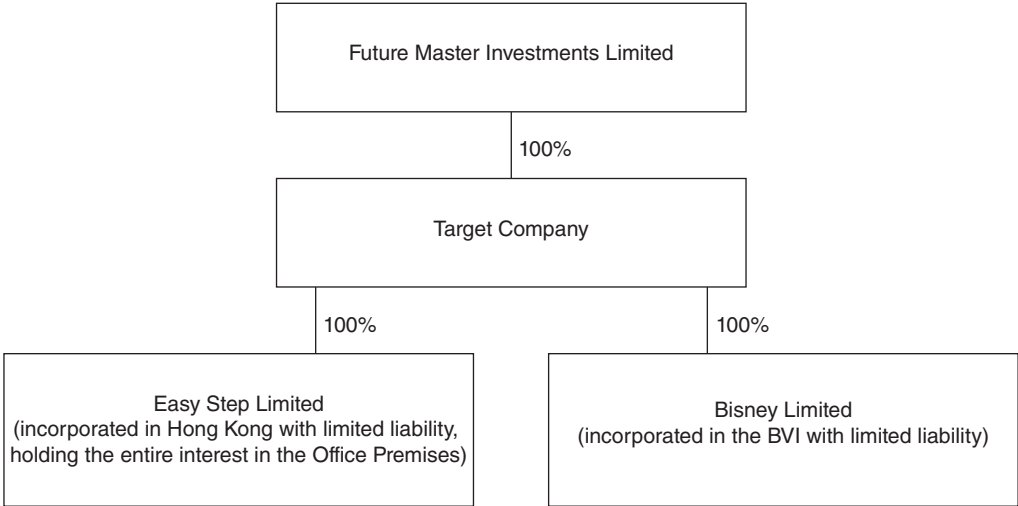 Future Master Investments Limited
100%
Target Company
100%
100%
Easy Step Limited
(incorporated in Hong Kong with limited liability,
holding the entire interest in the Office Premises)
Bisney Limited
(incorporated in the BVI with limited liability)